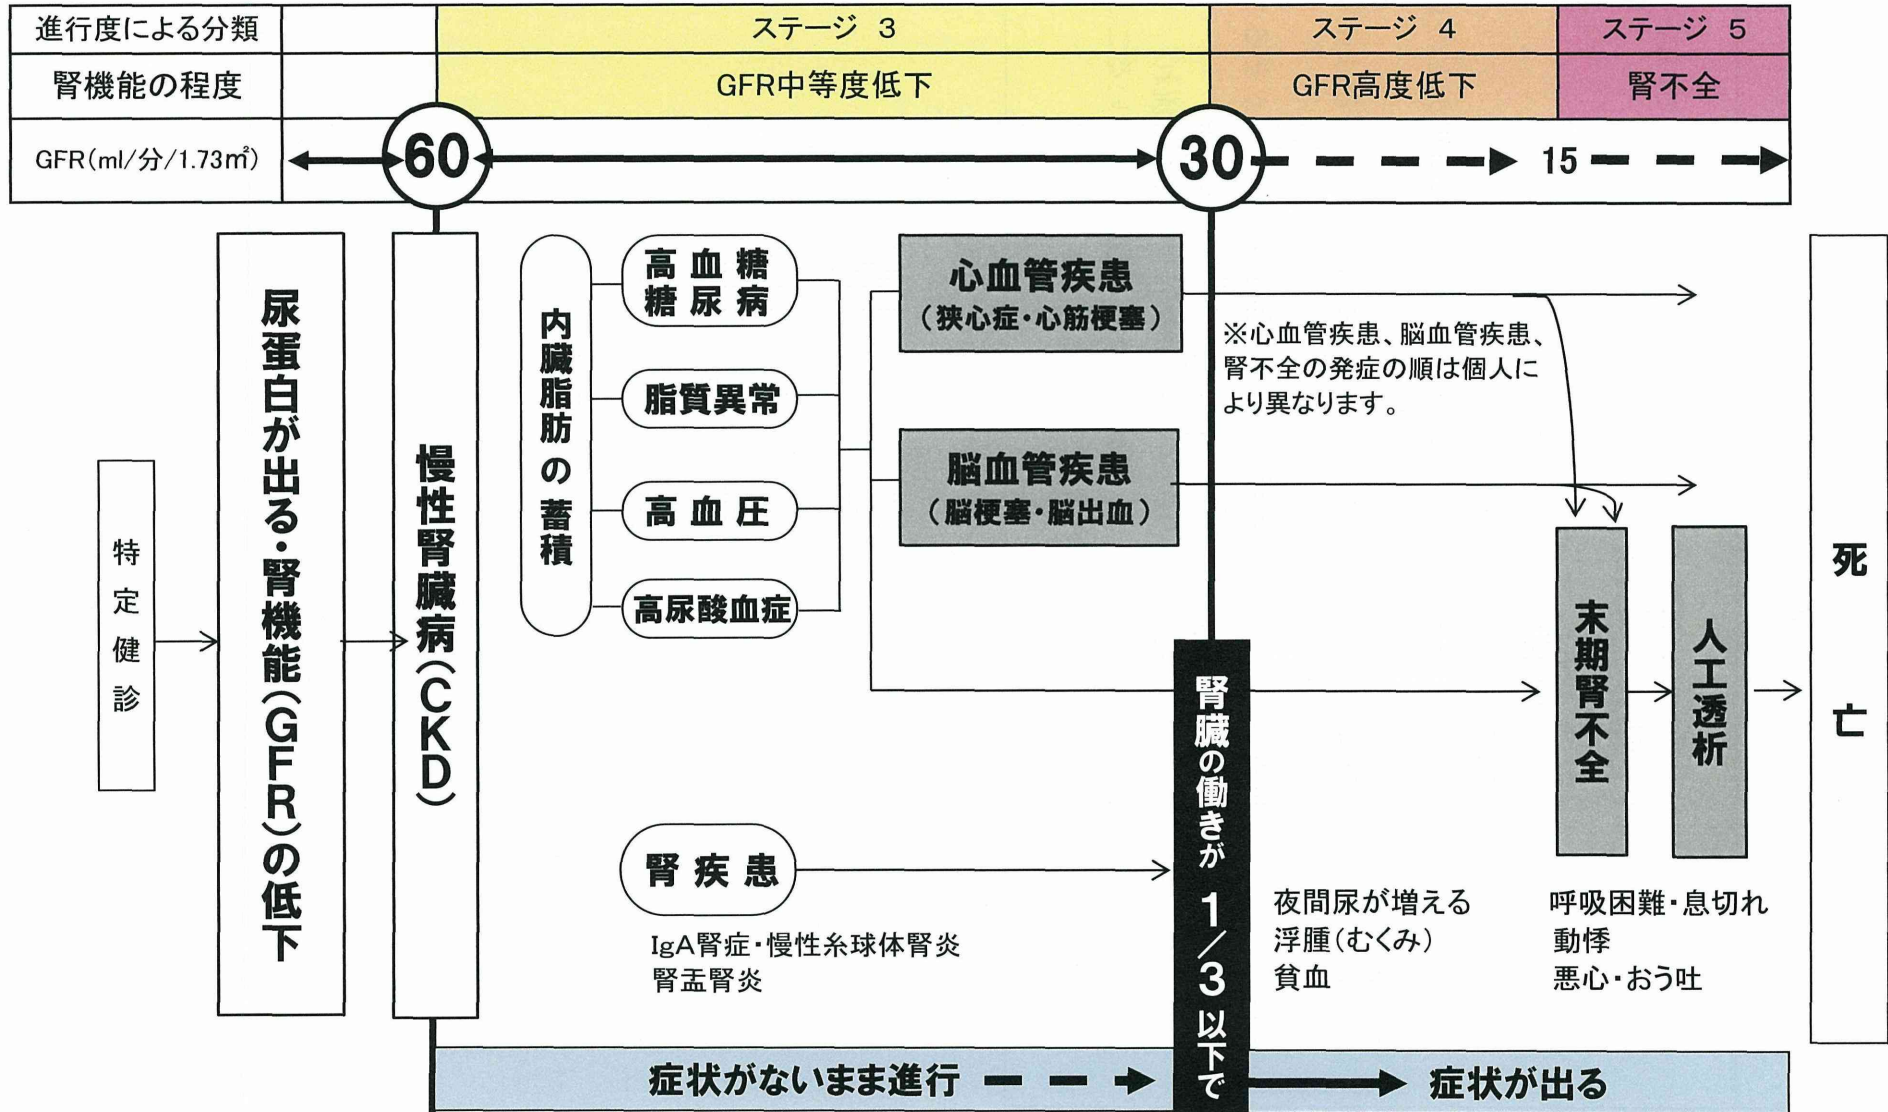 進行度による分類
ステージ 3
ステージ 4
ステージ 5
腎機能の程度
GFR中等度低下
GFR高度低下
腎不全
GFR(ml/分/1.73㎡)
60
30
15
特定健診
尿蛋白が出る・腎機能(GFR)の低下
慢性腎臓病(CKD)
内臓脂肪の蓄積
高血糖
糖尿病
脂質異常
高血圧
高尿酸血症
心血管疾患
(狭心症・心筋梗塞)
脳血管疾患
(脳梗塞・脳出血)
※心血管疾患、脳血管疾患、
腎不全の発症の順は個人に
より異なります。
腎疾患
IgA腎症・慢性糸球体腎炎
腎盂腎炎
腎臓の働きが 1/3 以下で
末期腎不全
人工透析
死亡
夜間尿が増える
浮腫(むくみ)
貧血
呼吸困難・息切れ
動悸
悪心・おう吐
症状がないまま進行
症状が出る